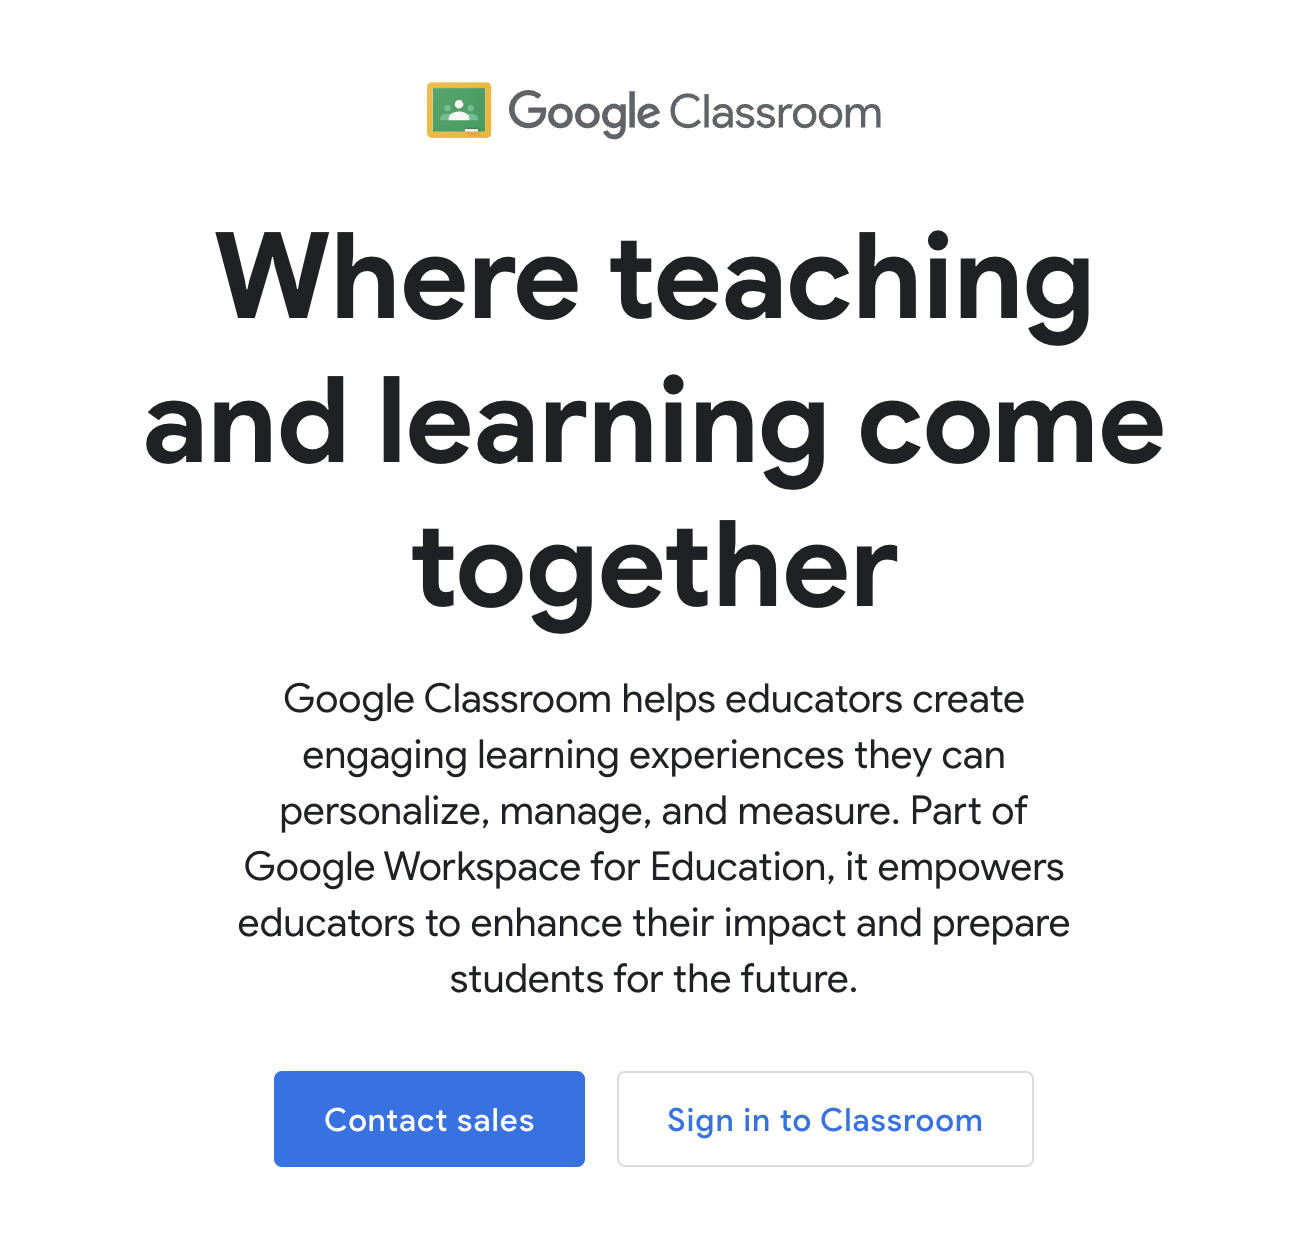 Google Classroom
Where teaching
and learning come
together
Google Classroom helps educators create
engaging learning experiences they can
personalize, manage, and measure. Part of
Google Workspace for Education, it empowers
educators to enhance their impact and prepare
students for the future.
Contact sales
Sign in to Classroom